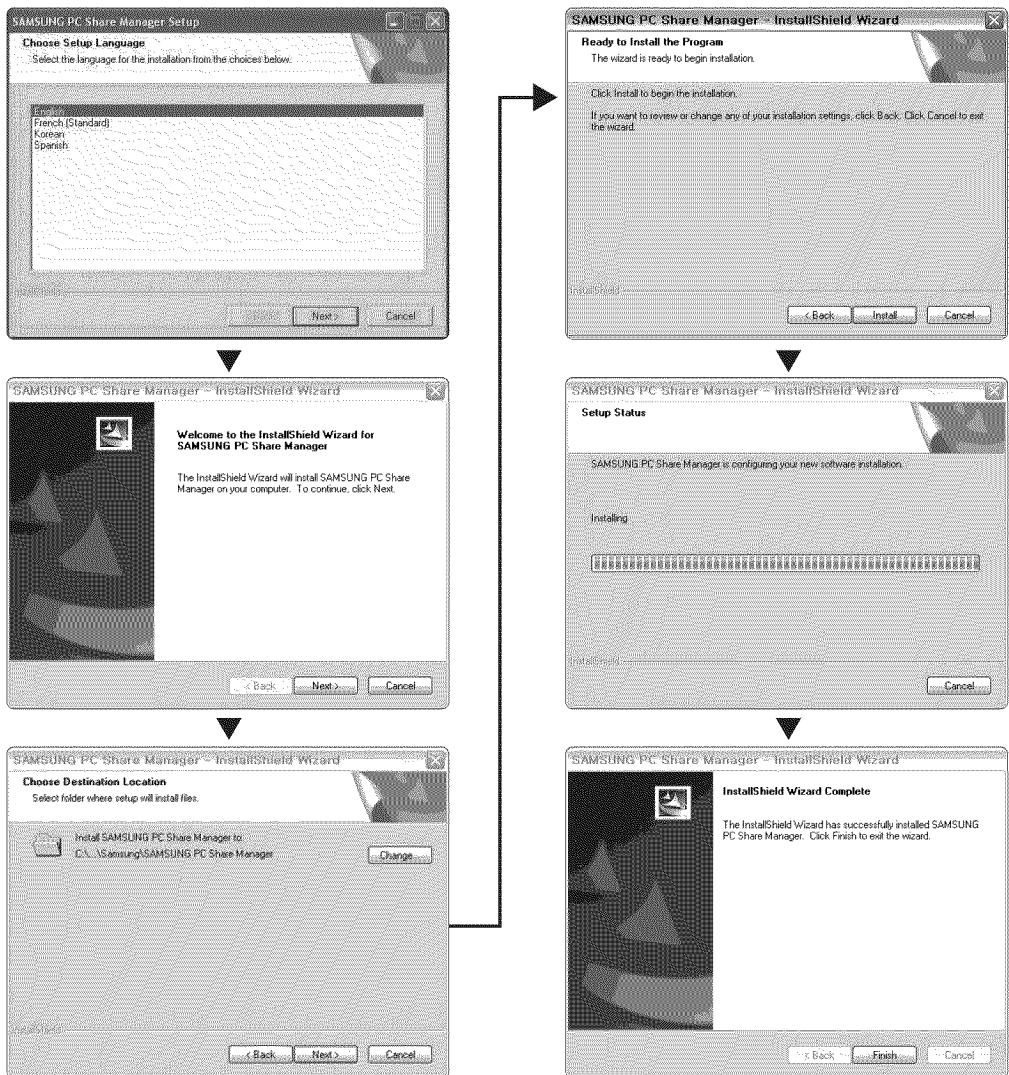 SAMSUNG PC Share Manager Setup
Choose Setup Language
Select the language for the installation from the choices below.
English
French (Standard)
Korean
Spanish
InstallShield
< Back
Next >
Cancel
SAMSUNG PC Share Manager - InstallShield Wizard
Welcome to the InstallShield Wizard for
SAMSUNG PC Share Manager
The InstallShield Wizard will install SAMSUNG PC Share
Manager on your computer. To continue, click Next.
< Back
Next >
Cancel
SAMSUNG PC Share Manager - InstallShield Wizard
Choose Destination Location
Select folder where setup will install files.
Install SAMSUNG PC Share Manager to:
C:\...\Samsung\SAMSUNG PC Share Manager
Change...
InstallShield
< Back
Next >
Cancel
SAMSUNG PC Share Manager - InstallShield Wizard
Ready to Install the Program
The wizard is ready to begin installation.
Click Install to begin the installation.
If you want to review or change any of your installation settings, click Back. Click Cancel to exit
the wizard.
InstallShield
< Back
Install
Cancel
SAMSUNG PC Share Manager - InstallShield Wizard
Setup Status
SAMSUNG PC Share Manager is configuring your new software installation.
Installing
InstallShield
Cancel
SAMSUNG PC Share Manager - InstallShield Wizard
InstallShield Wizard Complete
The InstallShield Wizard has successfully installed SAMSUNG
PC Share Manager. Click Finish to exit the wizard.
< Back
Finish
Cancel